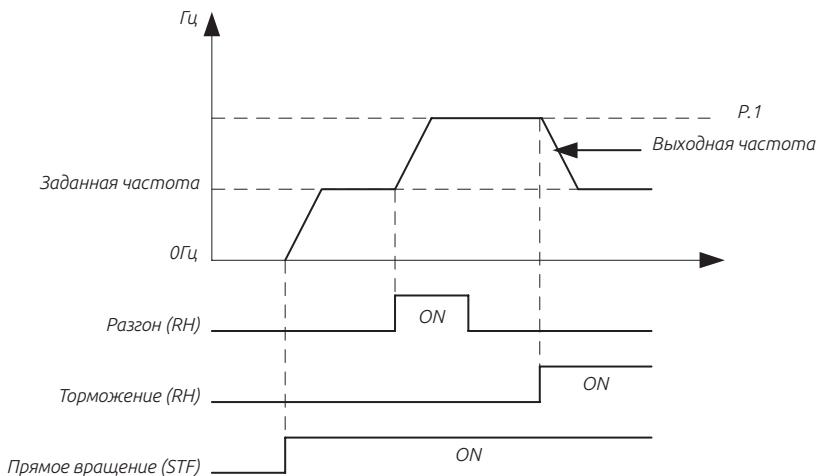 Гц
P.1
Выходная частота
Заданная частота
0Гц
Разгон (RH)
ON
Торможение (RH)
ON
Прямое вращение (STF)
ON